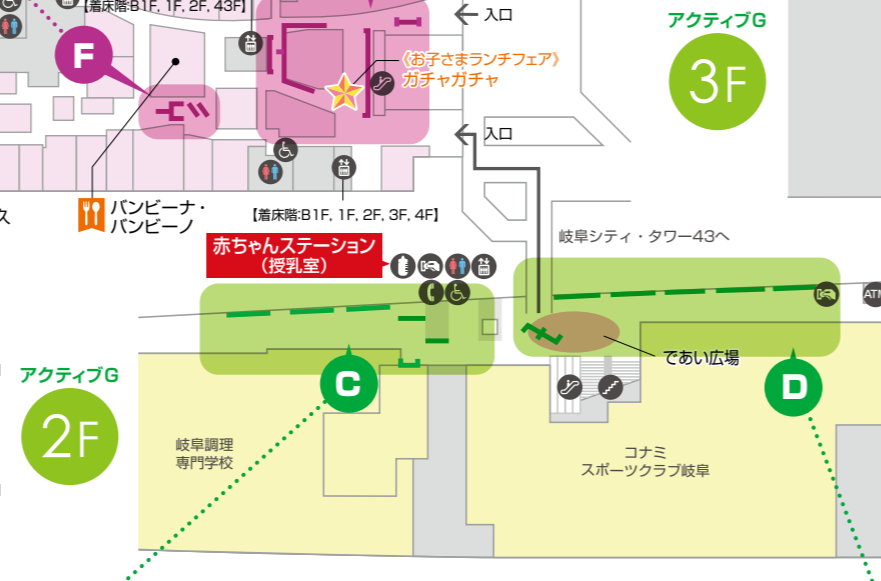 【着床階:B1F, 1F, 2F, 43F】
入口
アクティブG
3F
F
《お子さまランチフェア》
ガチャガチャ
入口
久
バンビーナ・
バンビーノ
【着床階:B1F, 1F, 2F, 3F, 4F】
赤ちゃんステーション
(授乳室)
岐阜シティ・タワー43へ
ATM
であい広場
アクティブG
2F
C
D
岐阜調理
専門学校
コナミ
スポーツクラブ岐阜